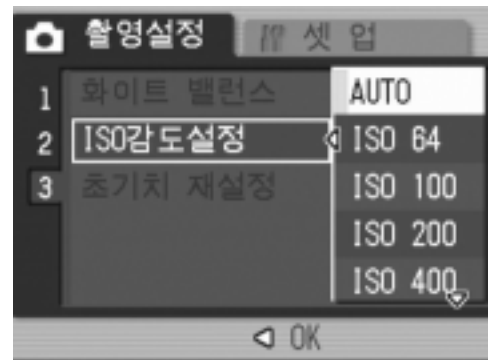 촬영설정 셋 업
1 화이트 밸런스 AUTO
2 ISO감도설정 ISO 64
3 초기치 재설정 ISO 100
ISO 200
ISO 400
OK